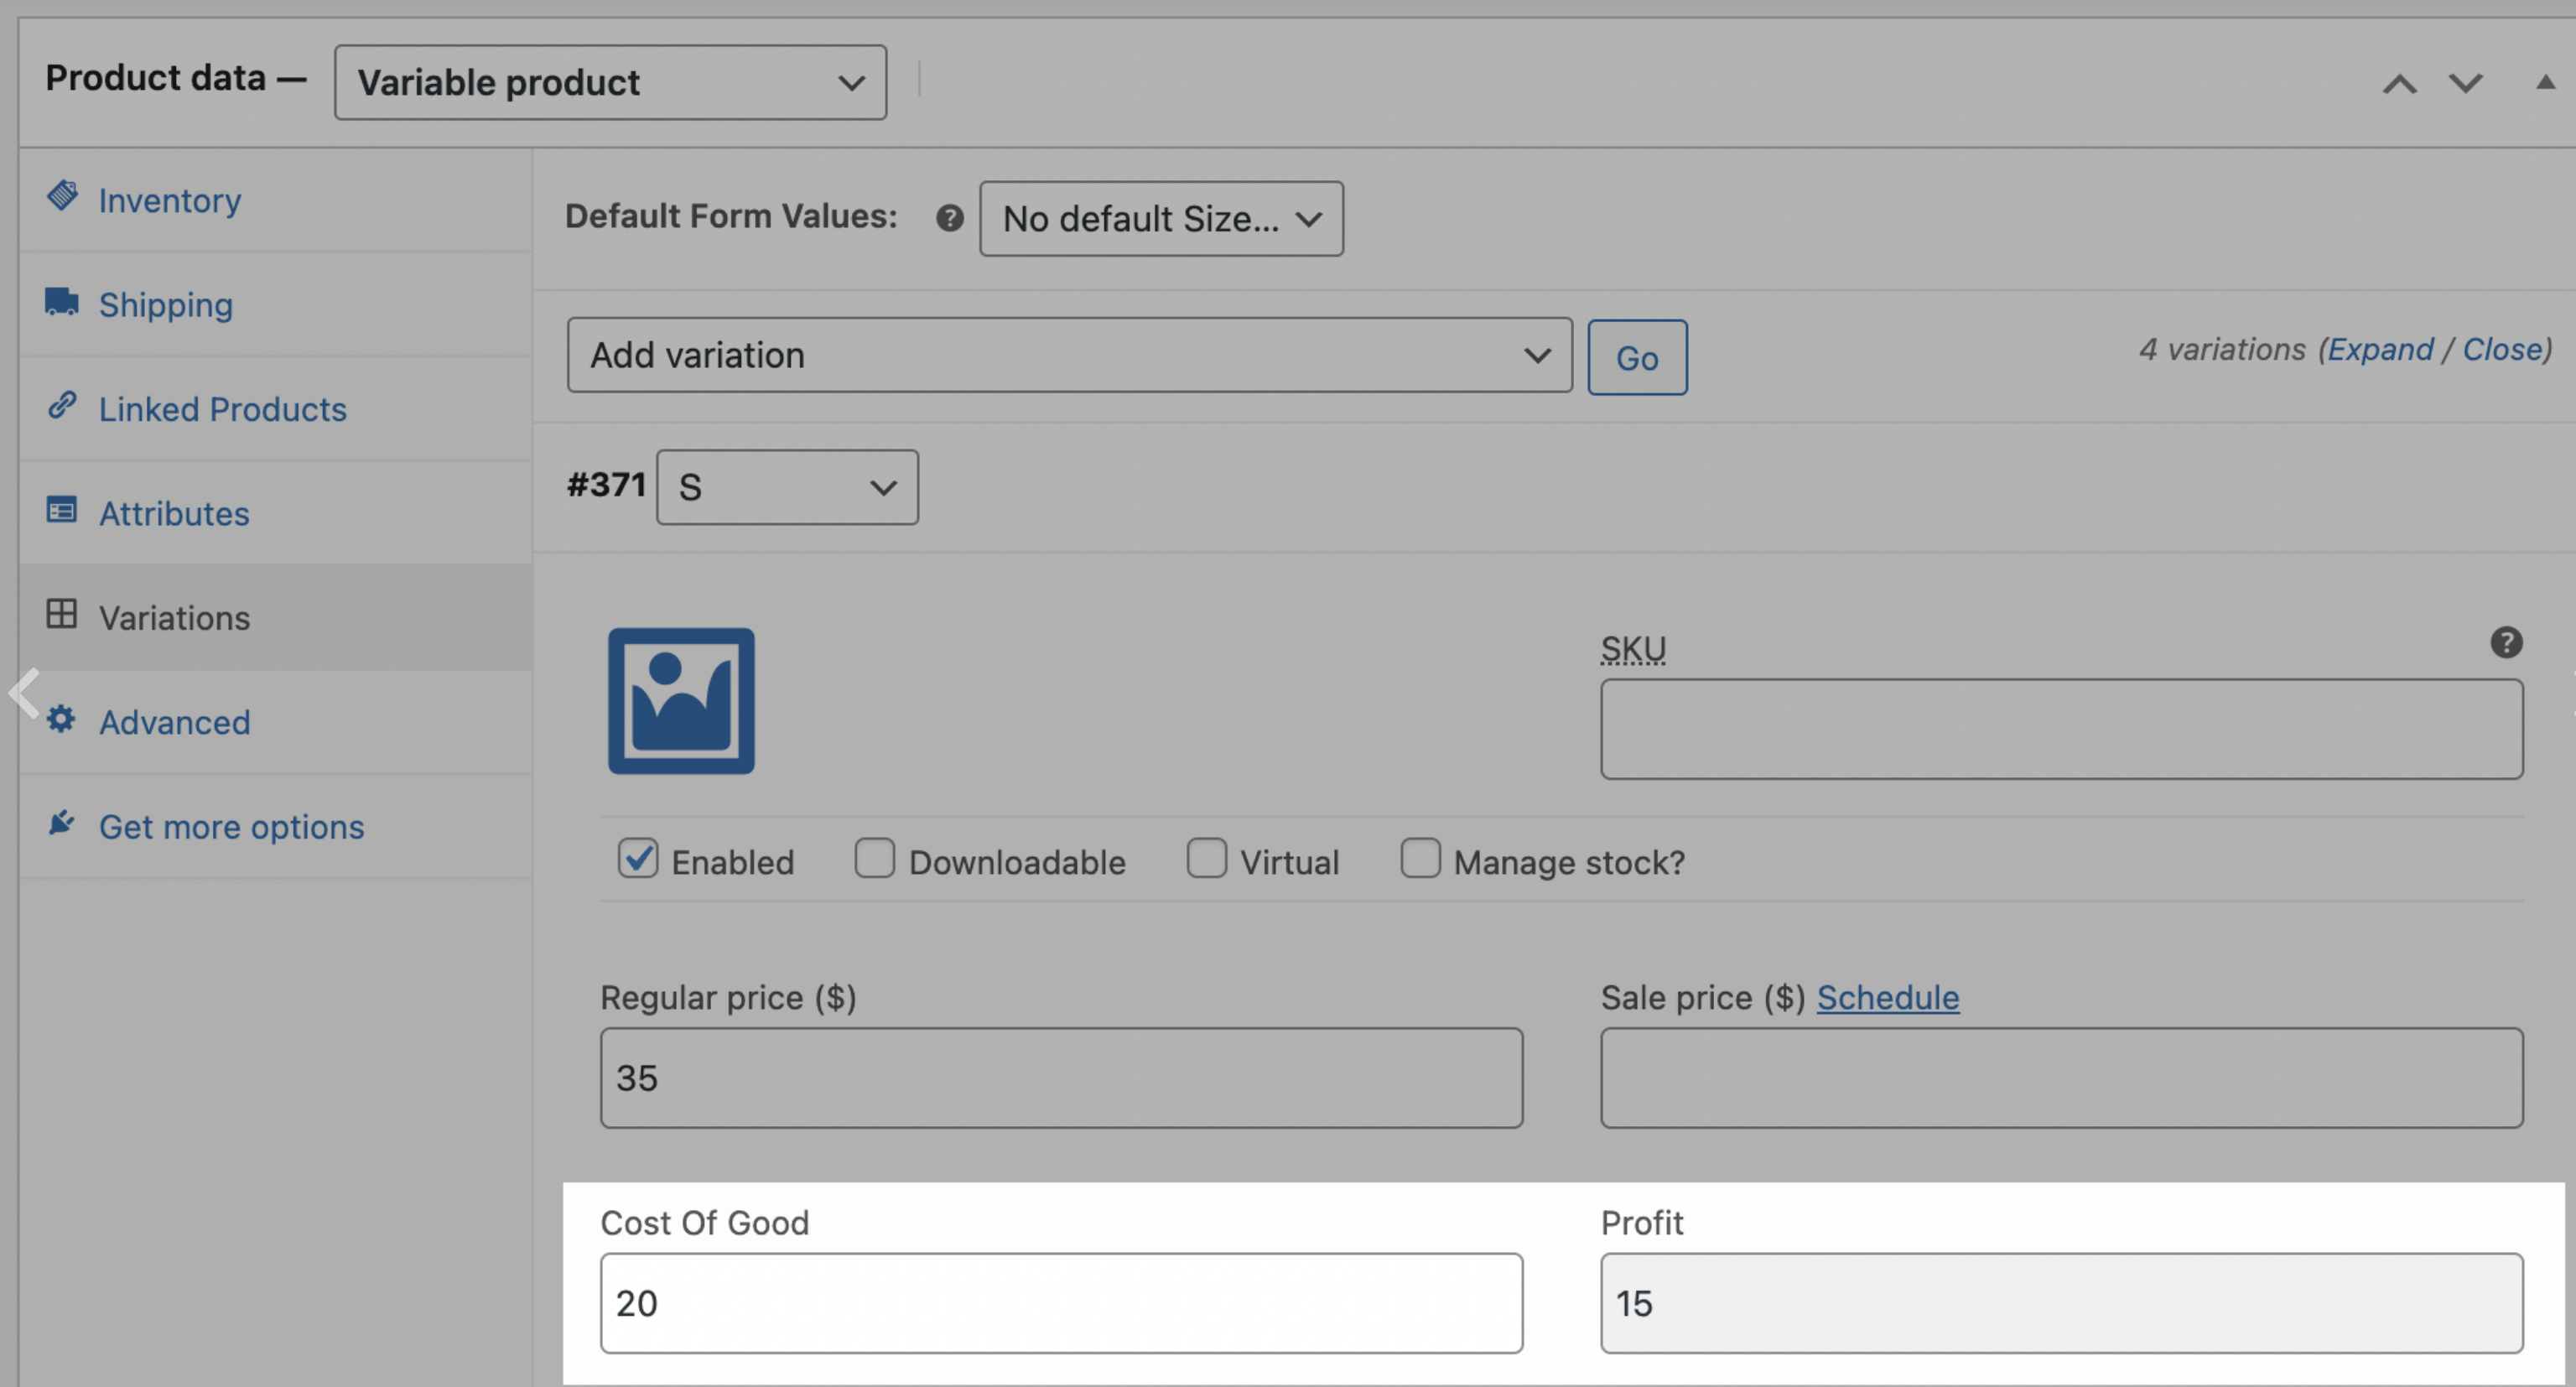 Product data — Variable product
Inventory
Shipping
Linked Products
Attributes
Variations
Advanced
Get more options
Default Form Values: ? No default Size...
Add variation Go 4 variations (Expand / Close)
#371 S
SKU ?
Enabled Downloadable Virtual Manage stock?
Regular price ($) Sale price ($) Schedule
35
Cost Of Good Profit
20 15